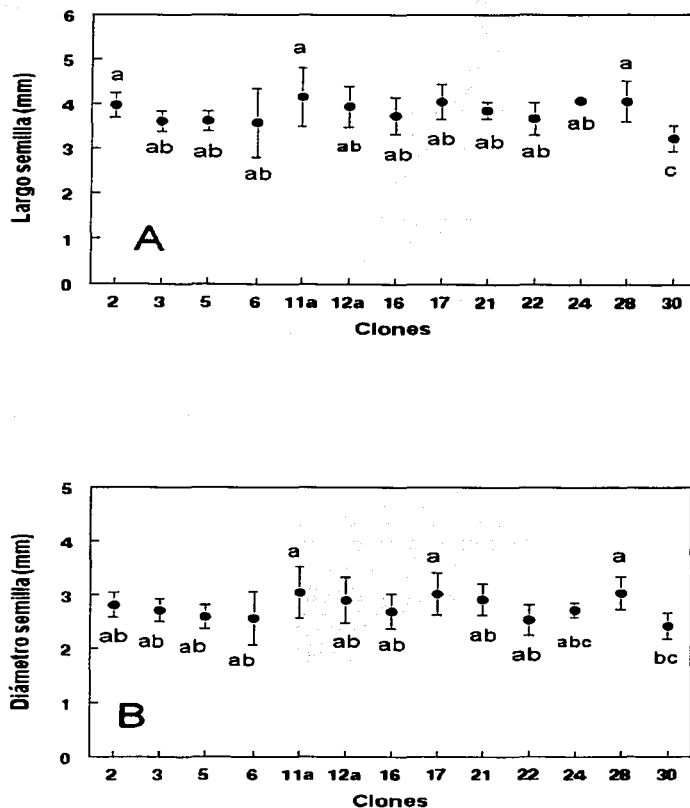 6
5
4
3
2
1
0
Largo semilla (mm)
a
ab
ab
ab
a
ab
ab
ab
ab
ab
ab
a
c
A
2 3 5 6 11a 12a 16 17 21 22 24 28 30
Clones
5
4
3
2
1
0
Diámetro semilla (mm)
ab
ab
ab
ab
a
ab
ab
a
ab
ab
abc
a
bc
B
2 3 5 6 11a 12a 16 17 21 22 24 28 30
Clones